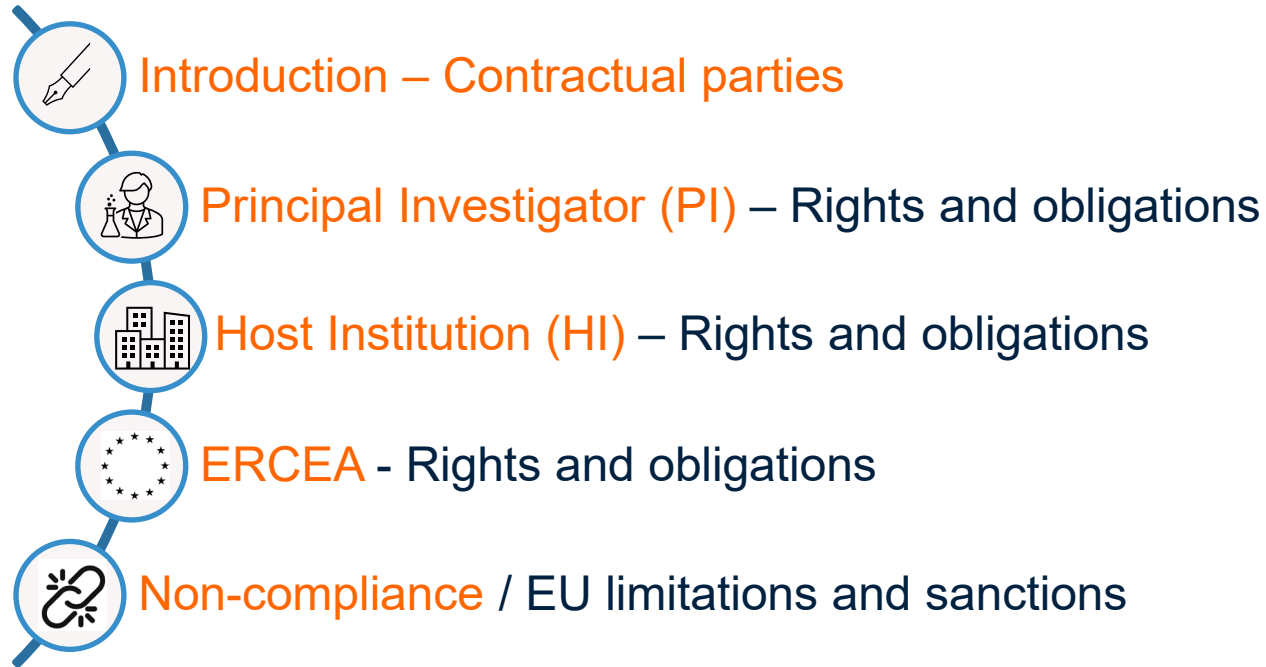 Introduction – Contractual parties
Principal Investigator (PI) – Rights and obligations
Host Institution (HI) – Rights and obligations
ERCEA - Rights and obligations
Non-compliance / EU limitations and sanctions